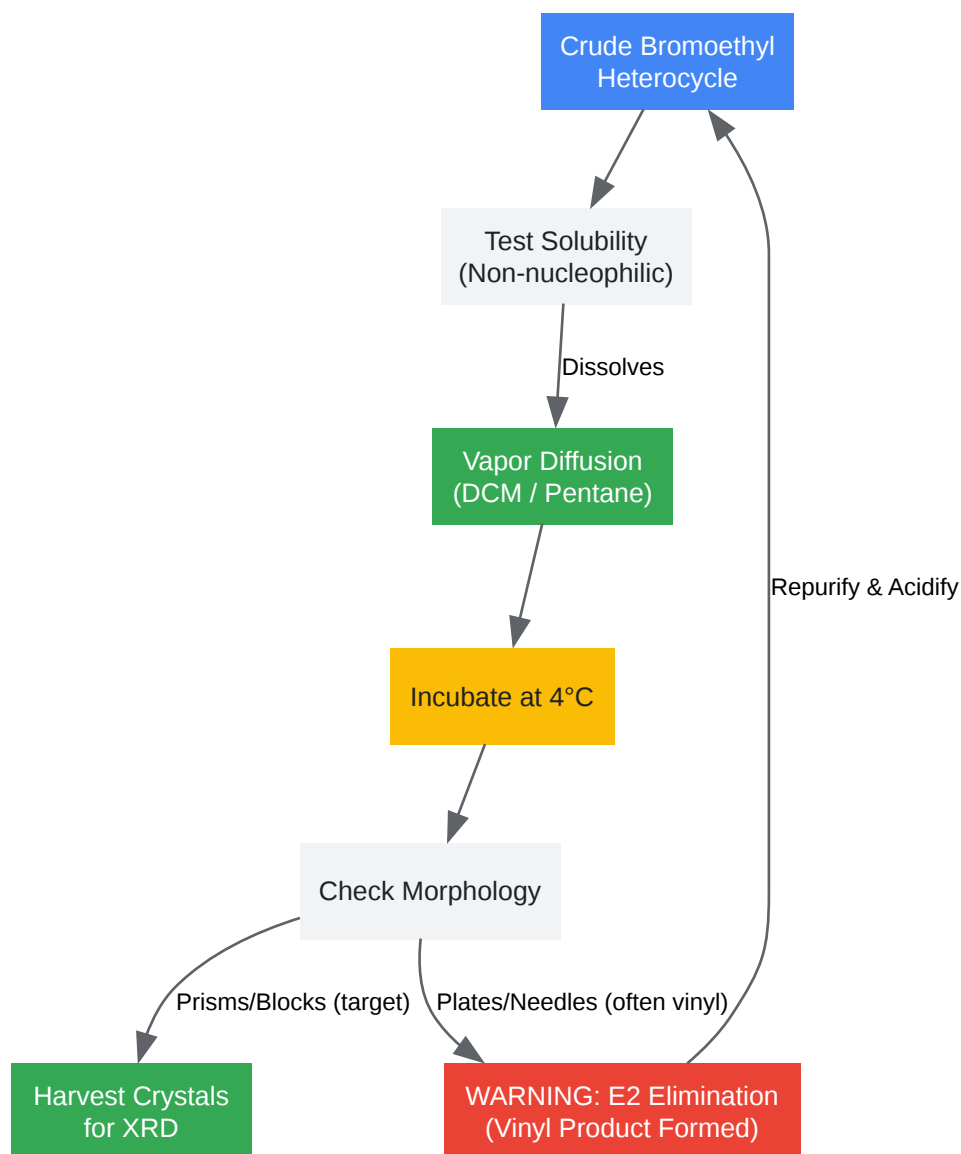 Crude Bromoethyl
Heterocycle
Test Solubility
(Non-nucleophilic)
Dissolves
Vapor Diffusion
(DCM / Pentane)
Repurify & Acidify
Incubate at 4°C
Check Morphology
Prisms/Blocks (target)
Plates/Needles (often vinyl)
Harvest Crystals
for XRD
WARNING: E2 Elimination
(Vinyl Product Formed)